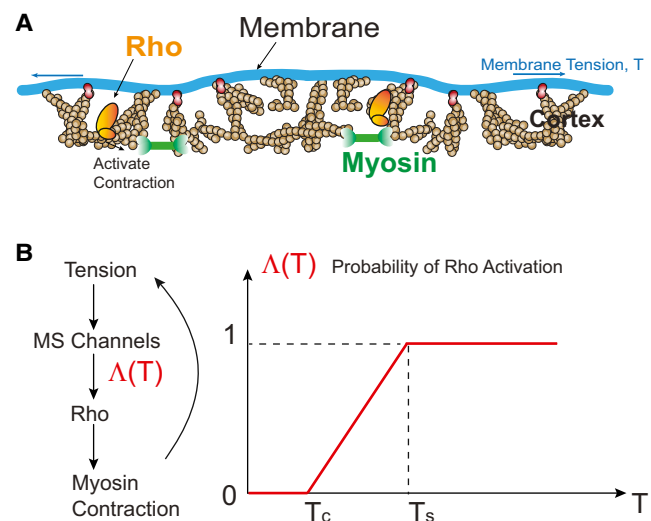 A
Rho
Membrane
Membrane Tension, T
Cortex
Activate
Contraction
Myosin
B
Tension
MS Channels
Λ(T)
Rho
Myosin
Contraction
Λ(T) Probability of Rho Activation
1
0
Tc
Ts
T